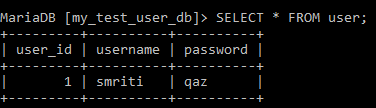 MariaDB [my_test_user_db]> SELECT * FROM user;
+---------+----------+----------+
| user_id | username | password |
+---------+----------+----------+
|       1 | smriti   | qaz      |
+---------+----------+----------+